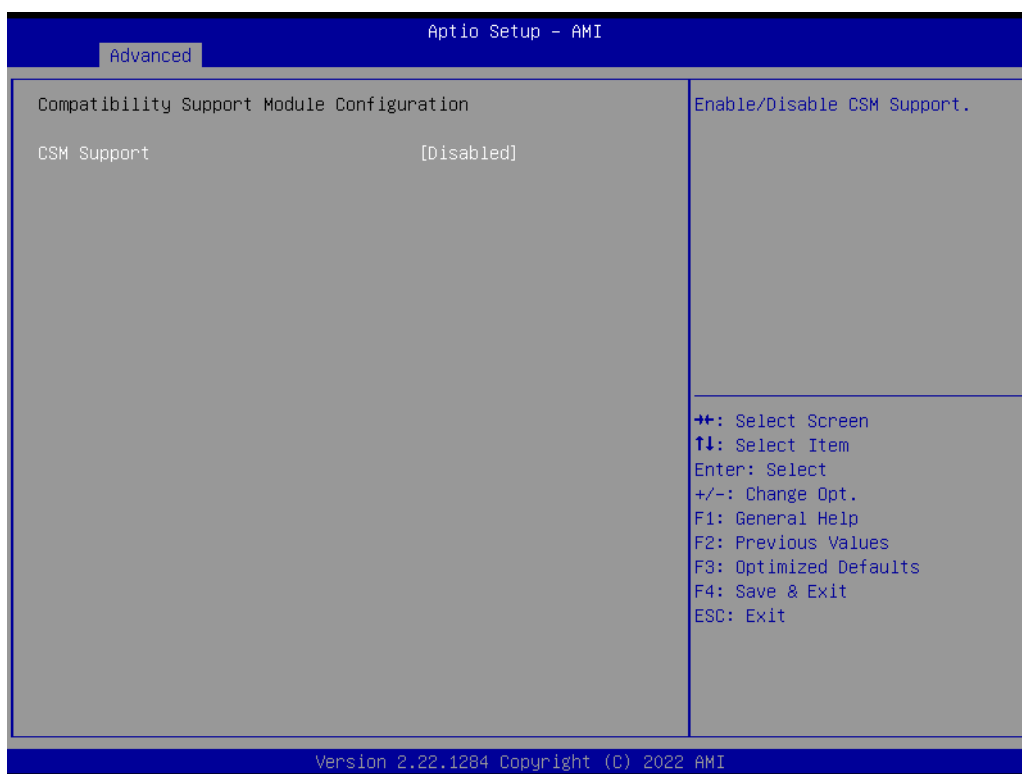 Aptio Setup – AMI
Advanced
Compatibility Support Module Configuration
CSM Support [Disabled]
Enable/Disable CSM Support.
→←: Select Screen
↑↓: Select Item
Enter: Select
+/-: Change Opt.
F1: General Help
F2: Previous Values
F3: Optimized Defaults
F4: Save & Exit
ESC: Exit
Version 2.22.1284 Copyright (C) 2022 AMI